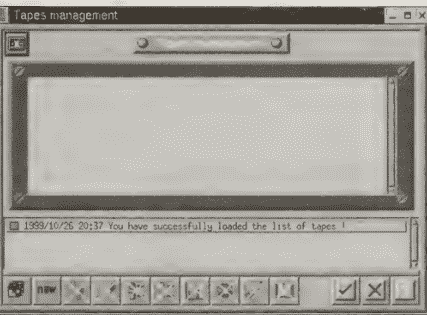 Tapes management
1999/10/26 20:37 You have successfully loaded the list of tapes !
new